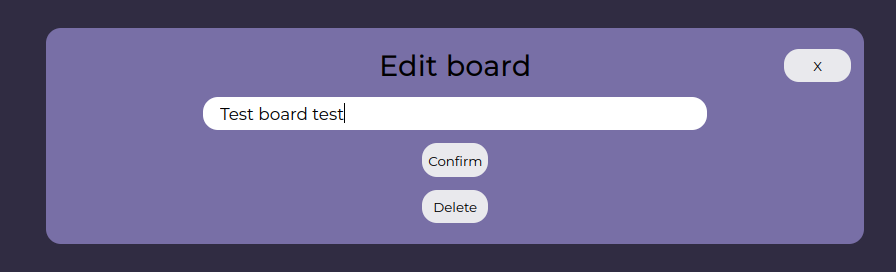 Edit board
X
Test board test
Confirm
Delete